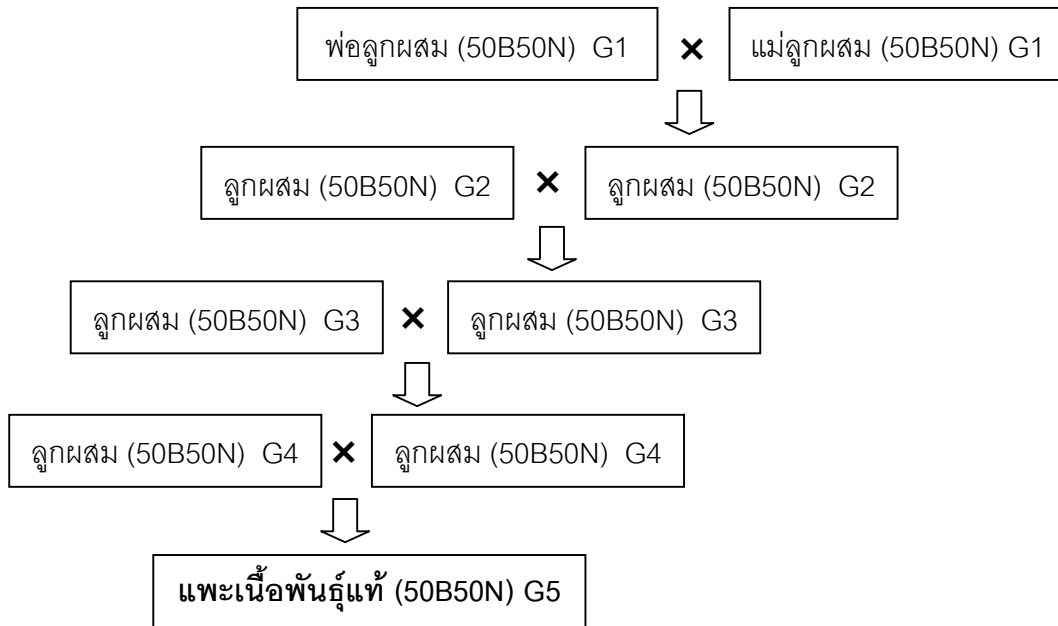 พ่อลูกผสม (50B50N) G1 × แม่ลูกผสม (50B50N) G1
ลูกผสม (50B50N) G2 × ลูกผสม (50B50N) G2
ลูกผสม (50B50N) G3 × ลูกผสม (50B50N) G3
ลูกผสม (50B50N) G4 × ลูกผสม (50B50N) G4
แพะเนื้อพันธุ์แท้ (50B50N) G5